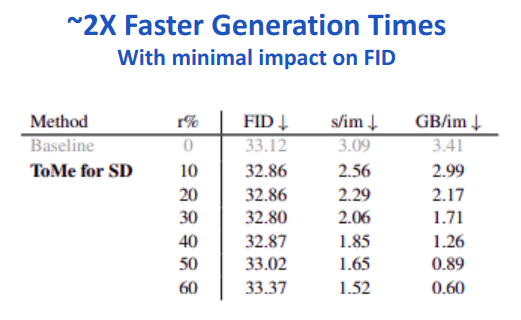 ~2X Faster Generation Times
With minimal impact on FID
Method r% FID ↓ s/im ↓ GB/im ↓
Baseline 0 33.12 3.09 3.41
ToMe for SD 10 32.86 2.56 2.99
20 32.86 2.29 2.17
30 32.80 2.06 1.71
40 32.87 1.85 1.26
50 33.02 1.65 0.89
60 33.37 1.52 0.60